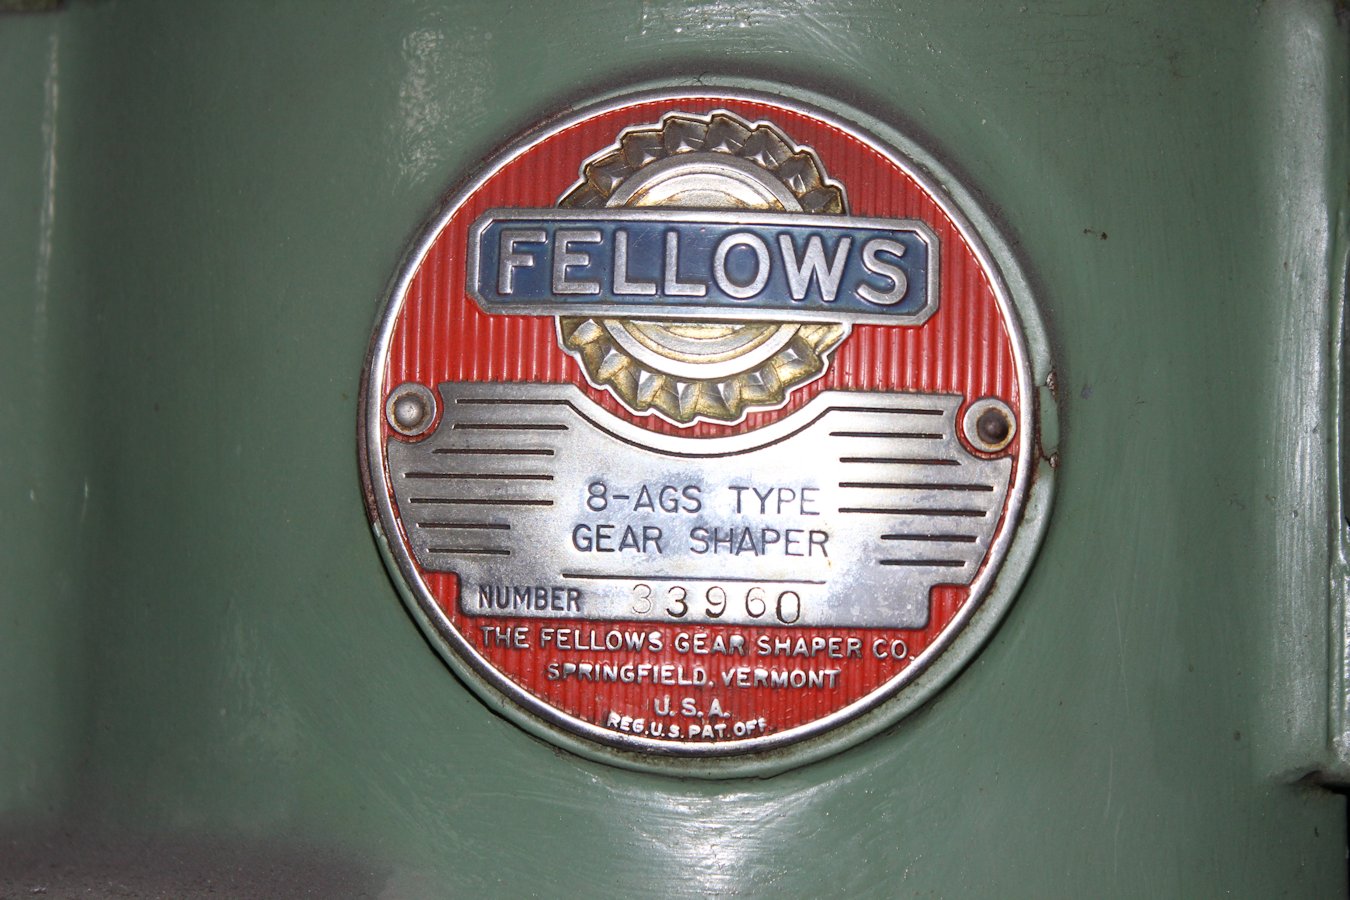 FELLOWS
8-AGS TYPE
GEAR SHAPER
NUMBER 33960
THE FELLOWS GEAR SHAPER CO.
SPRINGFIELD, VERMONT
U.S.A.
REG. U.S. PAT. OFF.